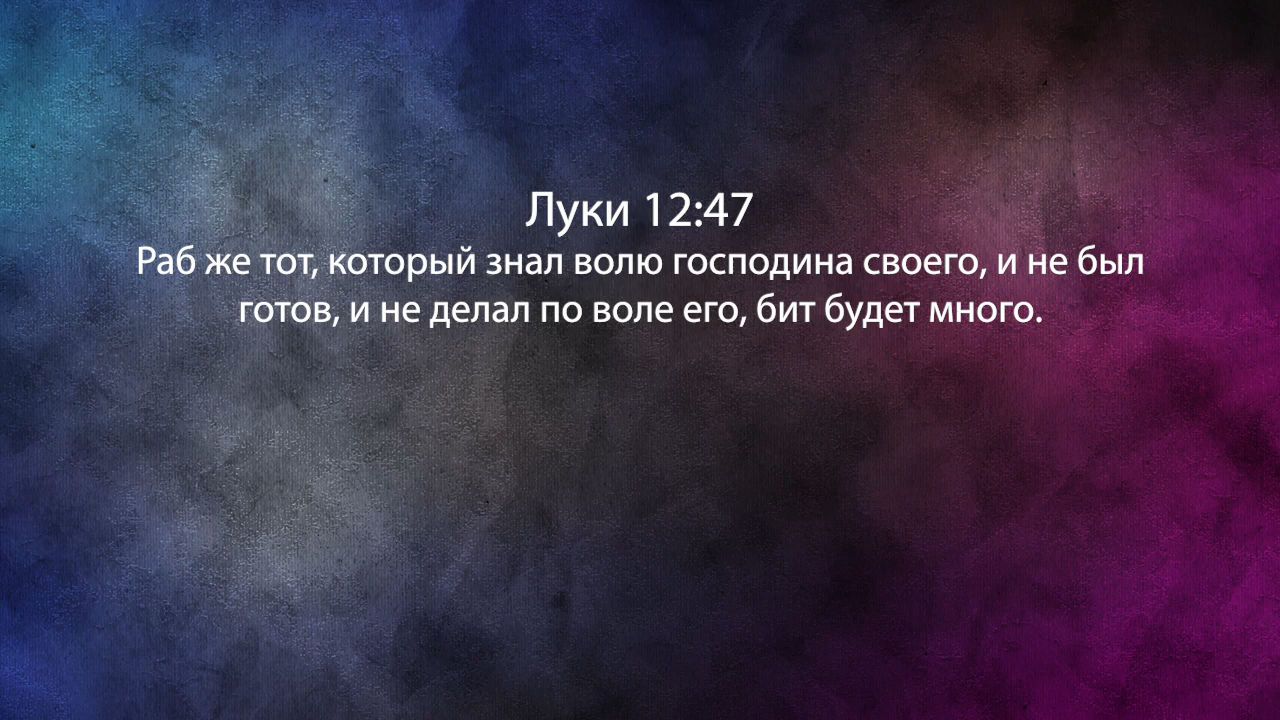 Луки 12:47
Раб же тот, который знал волю господина своего, и не был
готов, и не делал по воле его, бит будет много.